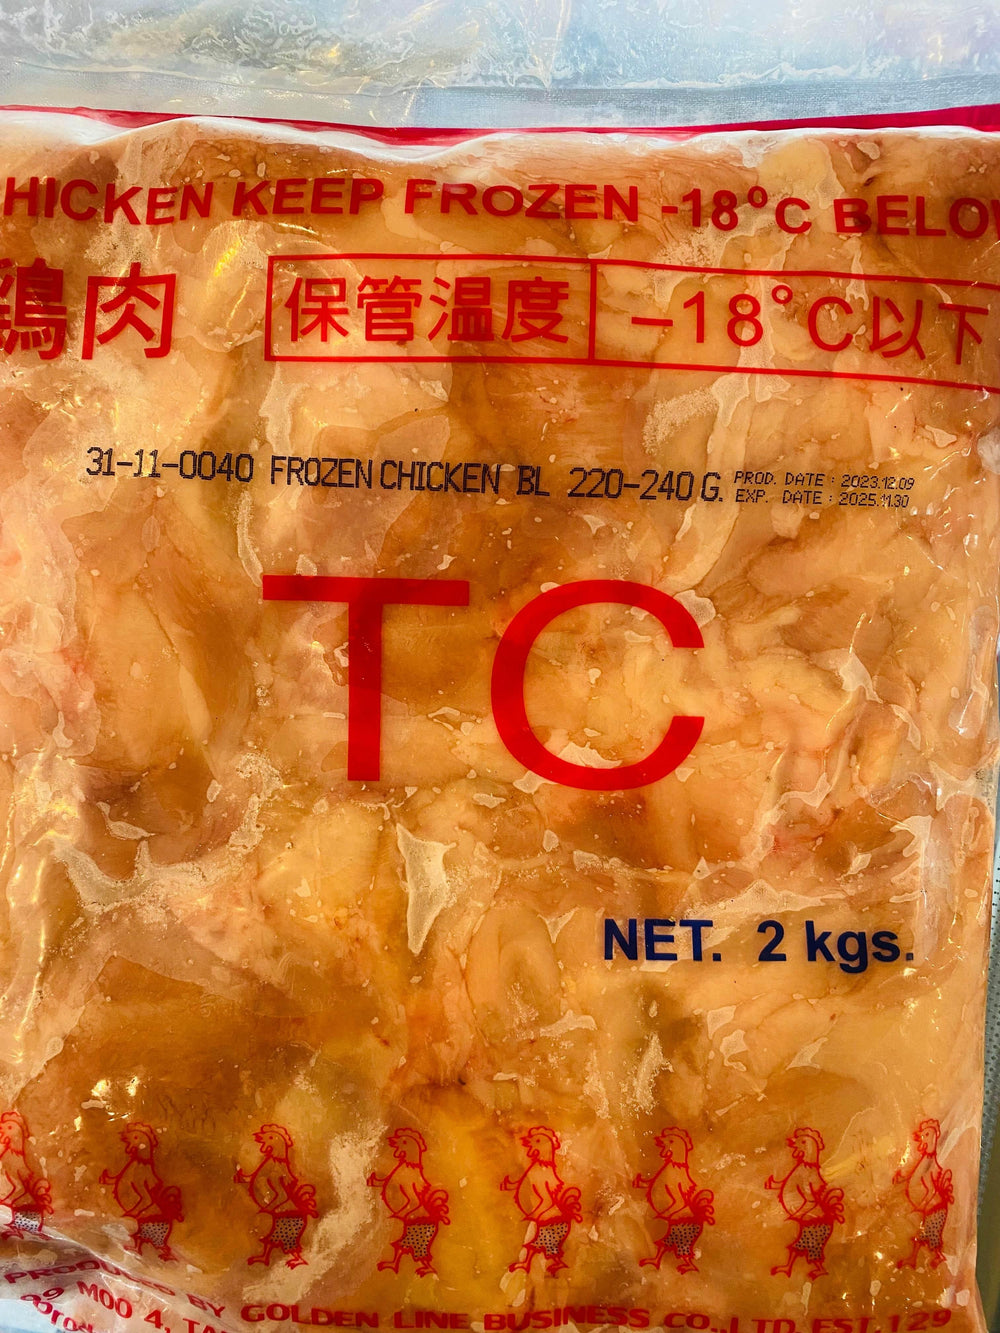 HICKEN KEEP FROZEN -18°C BELO
鶏肉 保管温度 -18°C以下
31-11-0040 FROZEN CHICKEN BL 220-240 G. PROD. DATE : 2023.12.09
EXP. DATE : 2025.11.30
TC
NET. 2 kgs.
PRODUCED BY GOLDEN LINE BUSINESS CO.,LTD. EST.129
9 MOO 4,